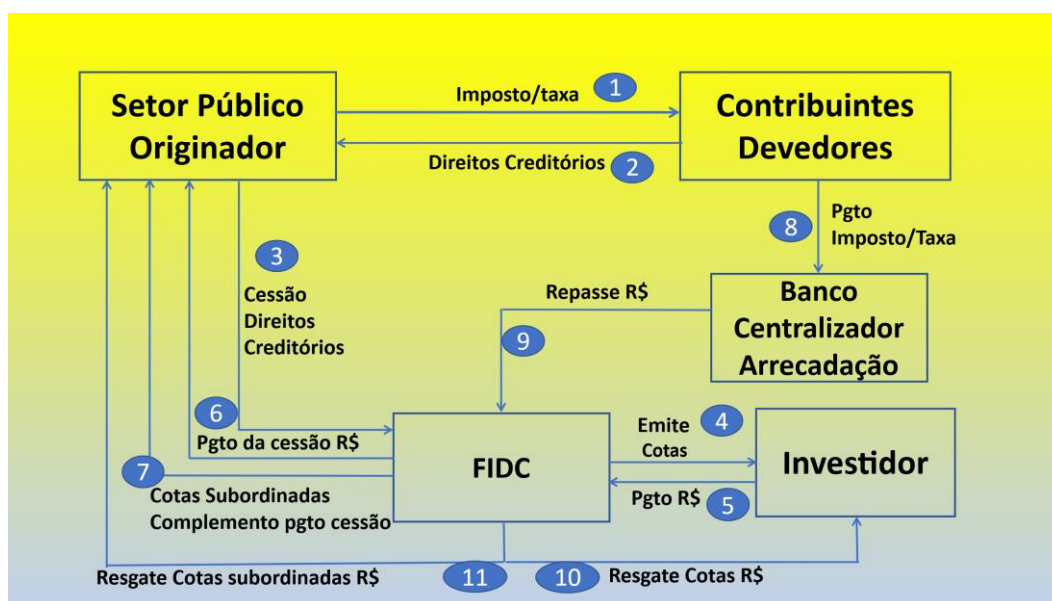 Setor Público
Originador
Imposto/taxa
1
Contribuintes
Devedores
Direitos Creditórios
2
3
Cessão
Direitos
Creditórios
8
Pgto
Imposto/Taxa
Repasse R$
9
Banco
Centralizador
Arrecadação
6
Pgto da cessão R$
7
Cotas Subordinadas
Complemento pgto cessão
FIDC
Emite
Cotas
4
Pgto R$
5
Investidor
Resgate Cotas subordinadas R$
11
10
Resgate Cotas R$